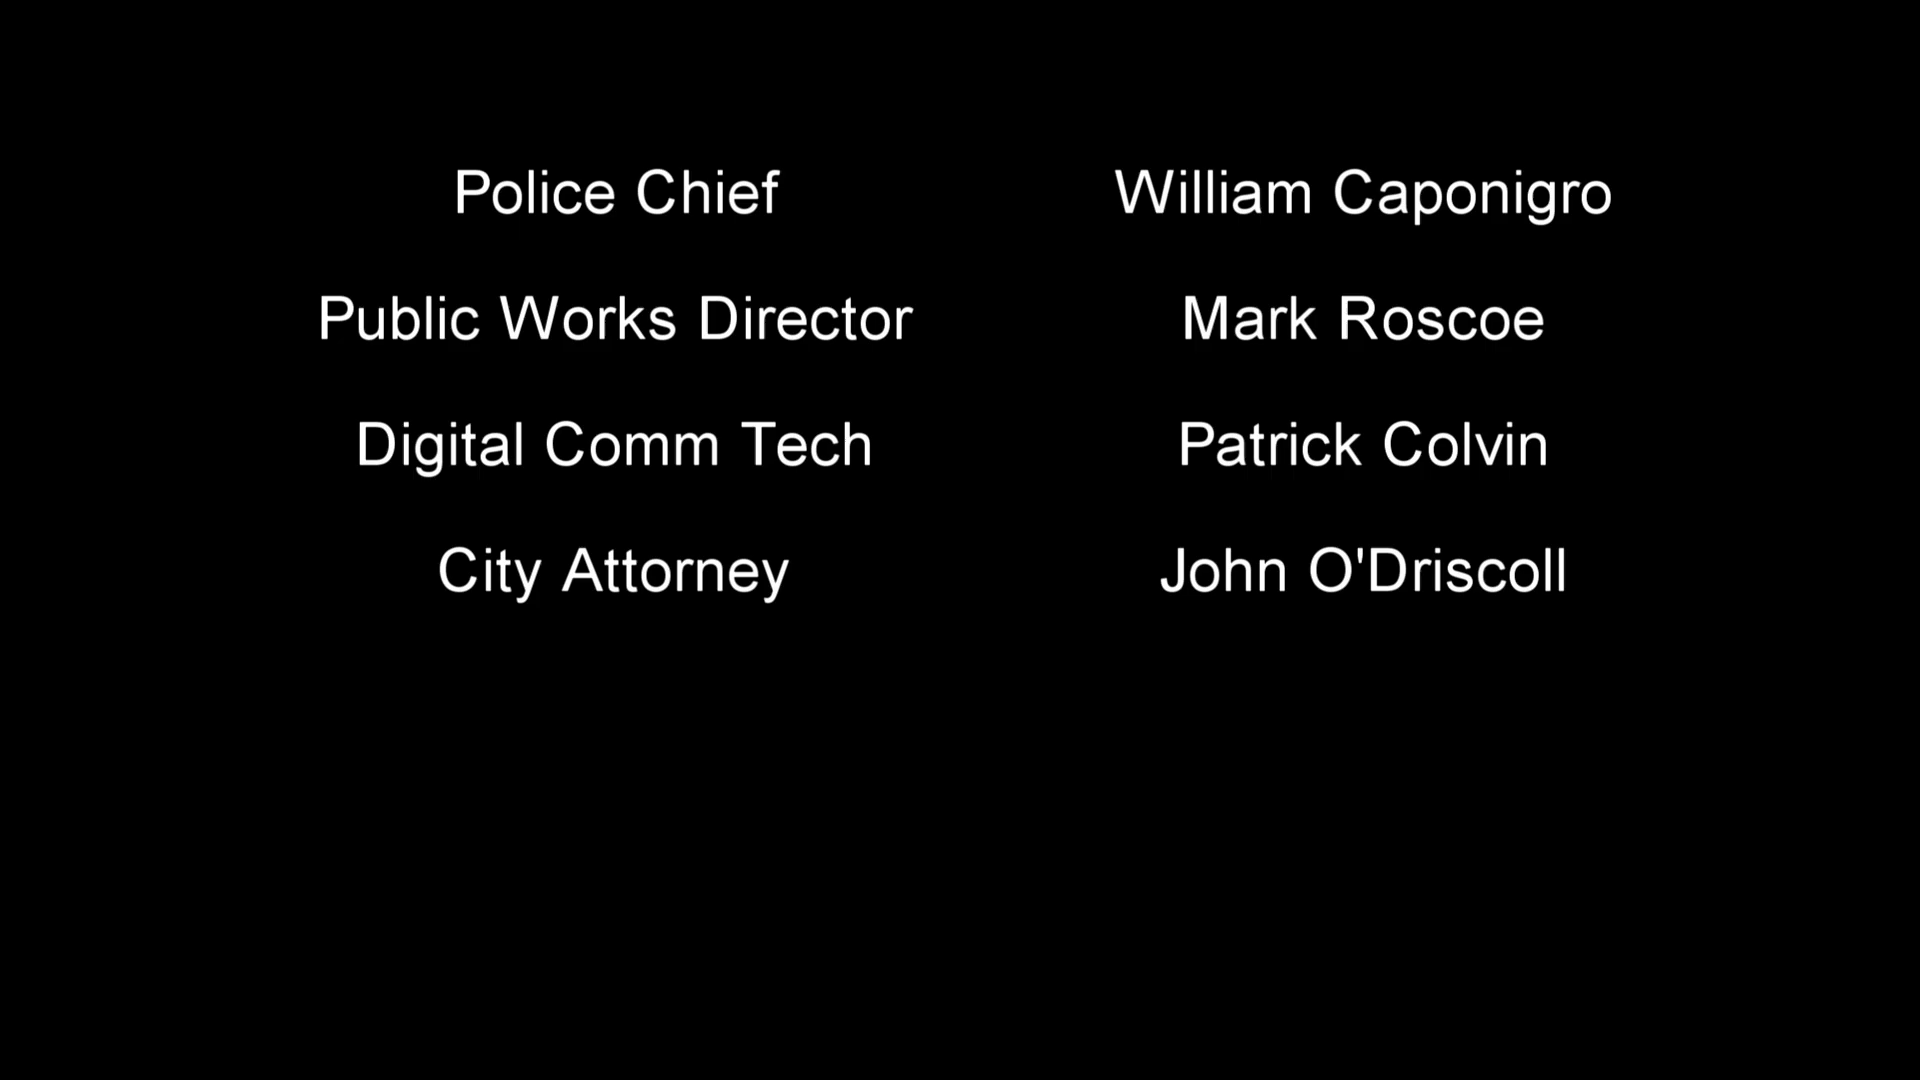 Police Chief William Caponigro
Public Works Director Mark Roscoe
Digital Comm Tech Patrick Colvin
City Attorney John O'Driscoll